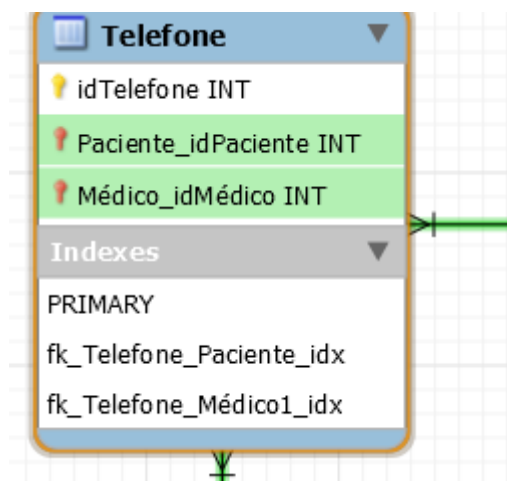 Telefone
idTelefone INT
Paciente_idPaciente INT
Médico_idMédico INT
Indexes
PRIMARY
fk_Telefone_Paciente_idx
fk_Telefone_Médico1_idx